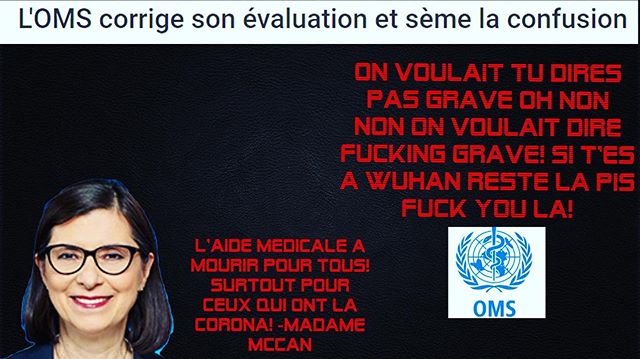 L'OMS corrige son évaluation et sème la confusion
ON VOULAIT TU DIRES
PAS GRAVE OH NON
NON ON VOULAIT DIRE
FUCKING GRAVE! SI T'ES
A WUHAN RESTE LA PIS
FUCK YOU LA!
L'AIDE MEDICALE A
MOURIR POUR TOUS!
SURTOUT POUR
CEUX QUI ONT LA
CORONA! -MADAME
MCCAN
OMS